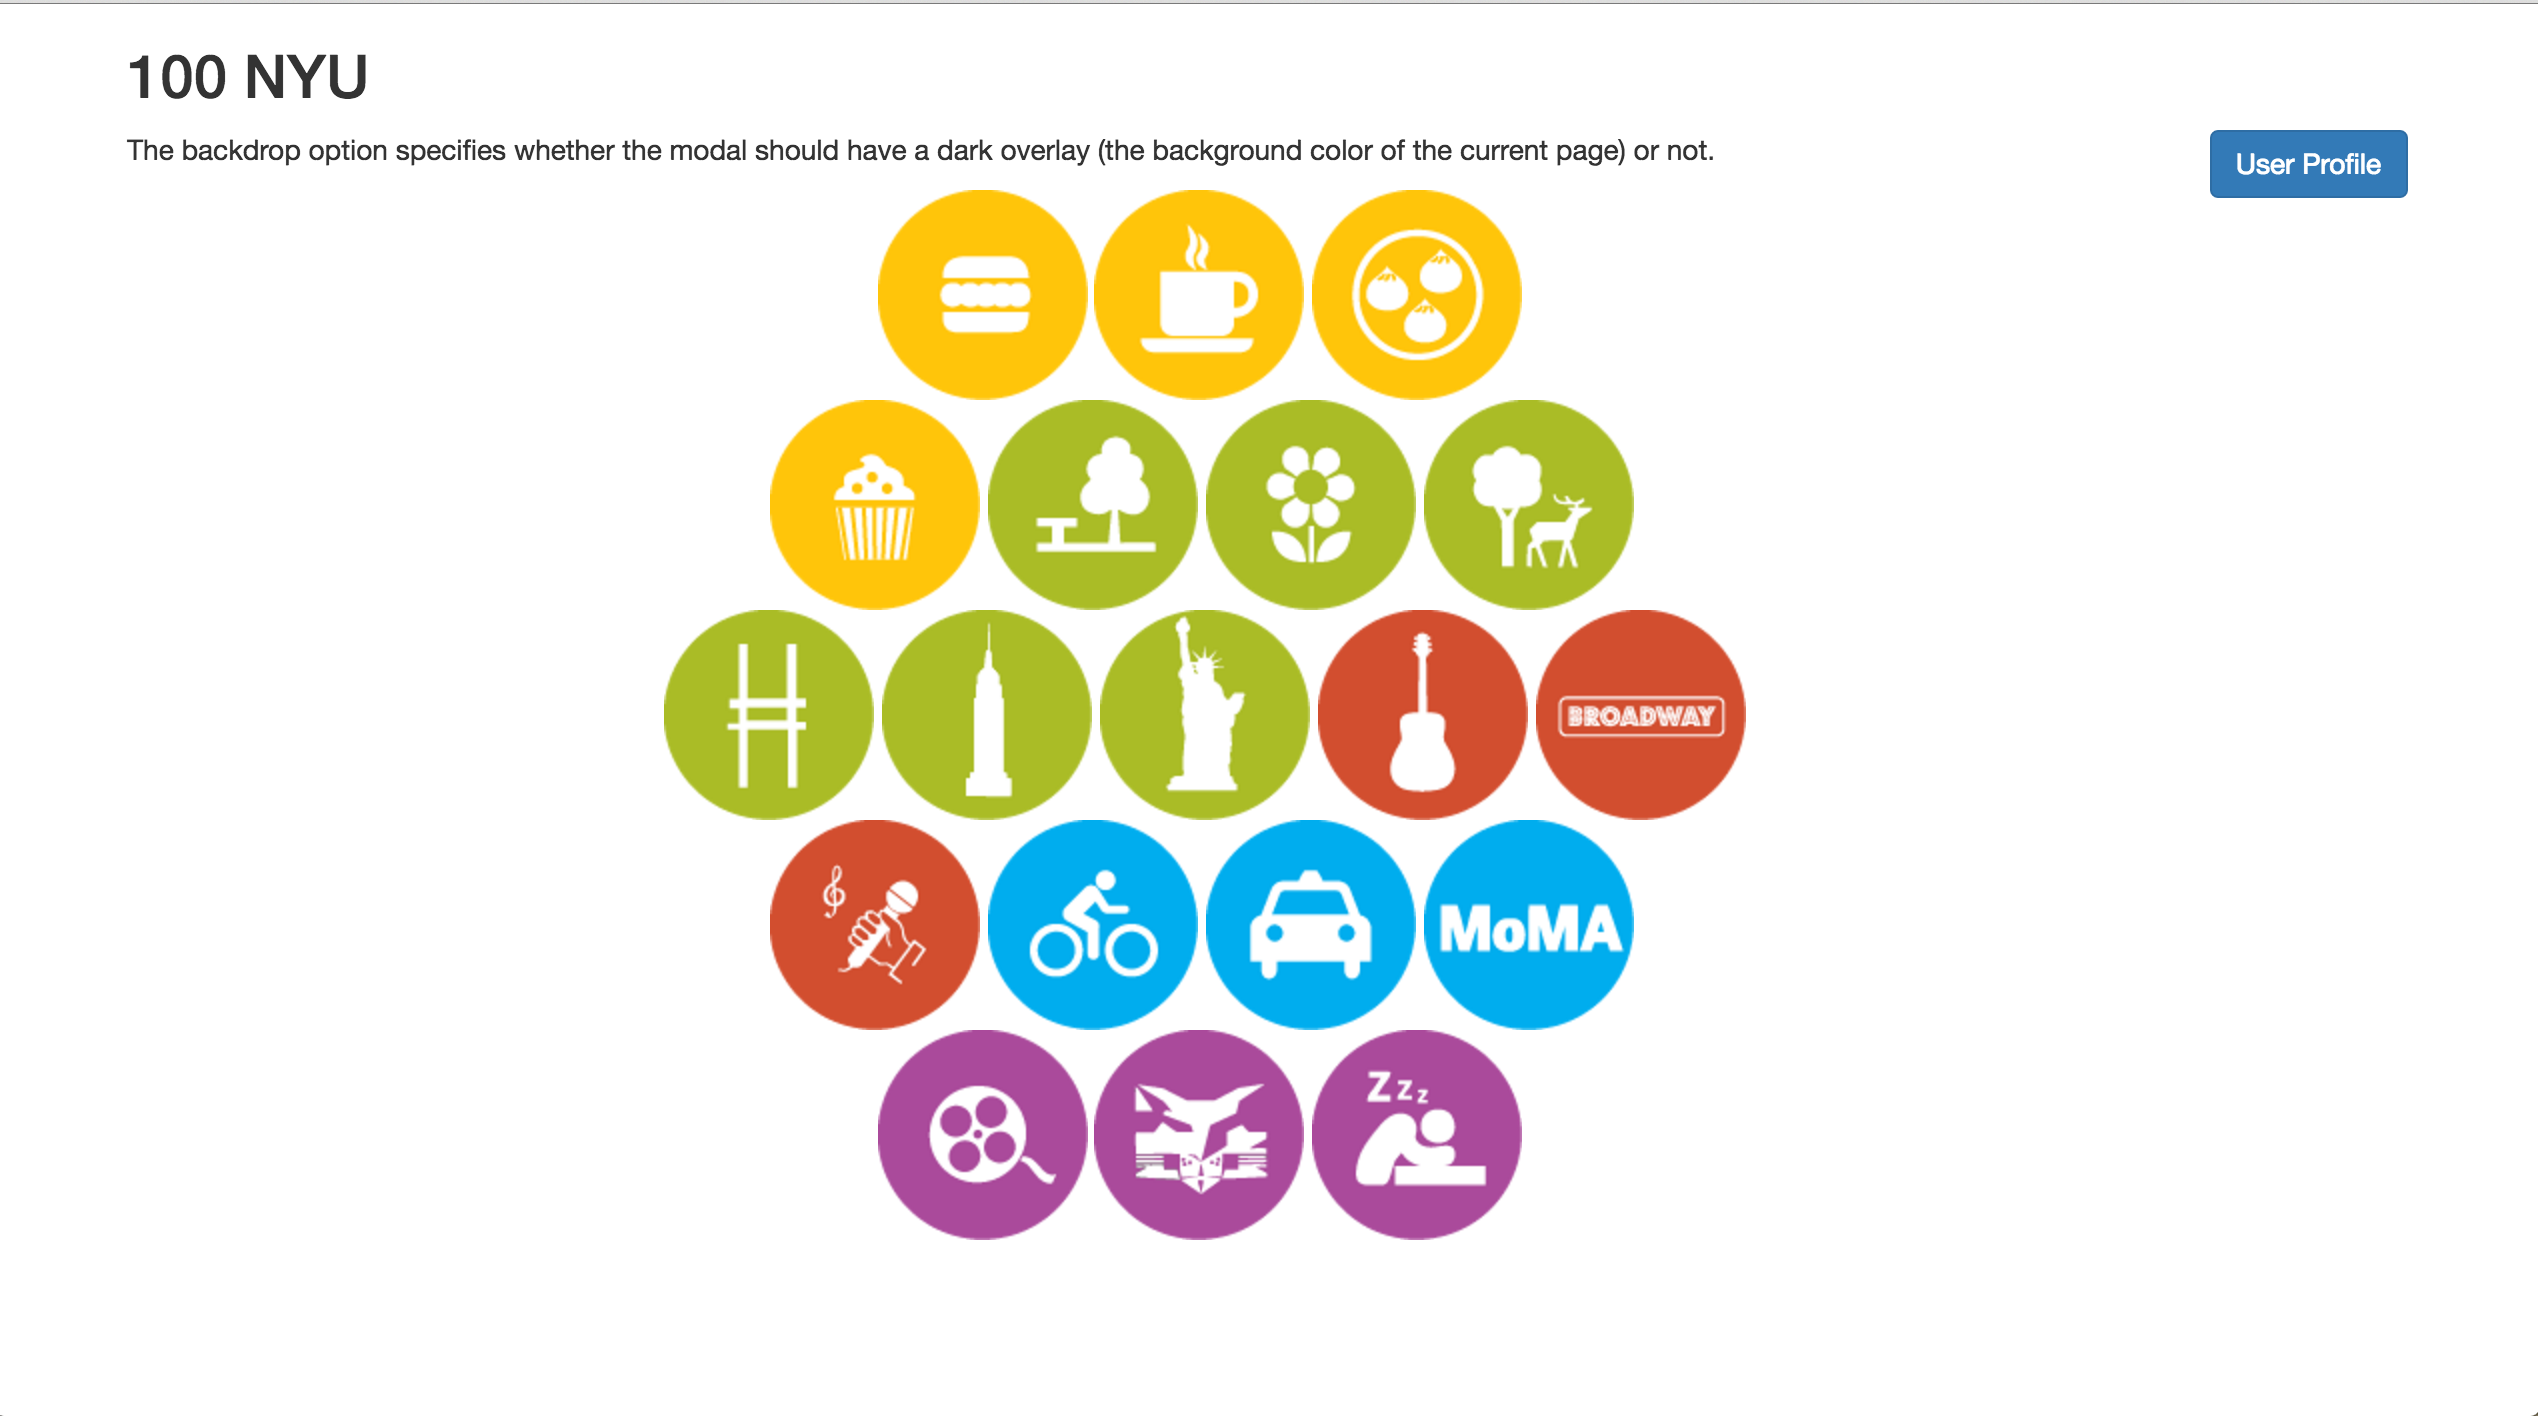 100 NYU
The backdrop option specifies whether the modal should have a dark overlay (the background color of the current page) or not.
User Profile
BROADWAY
MoMA
Zzz